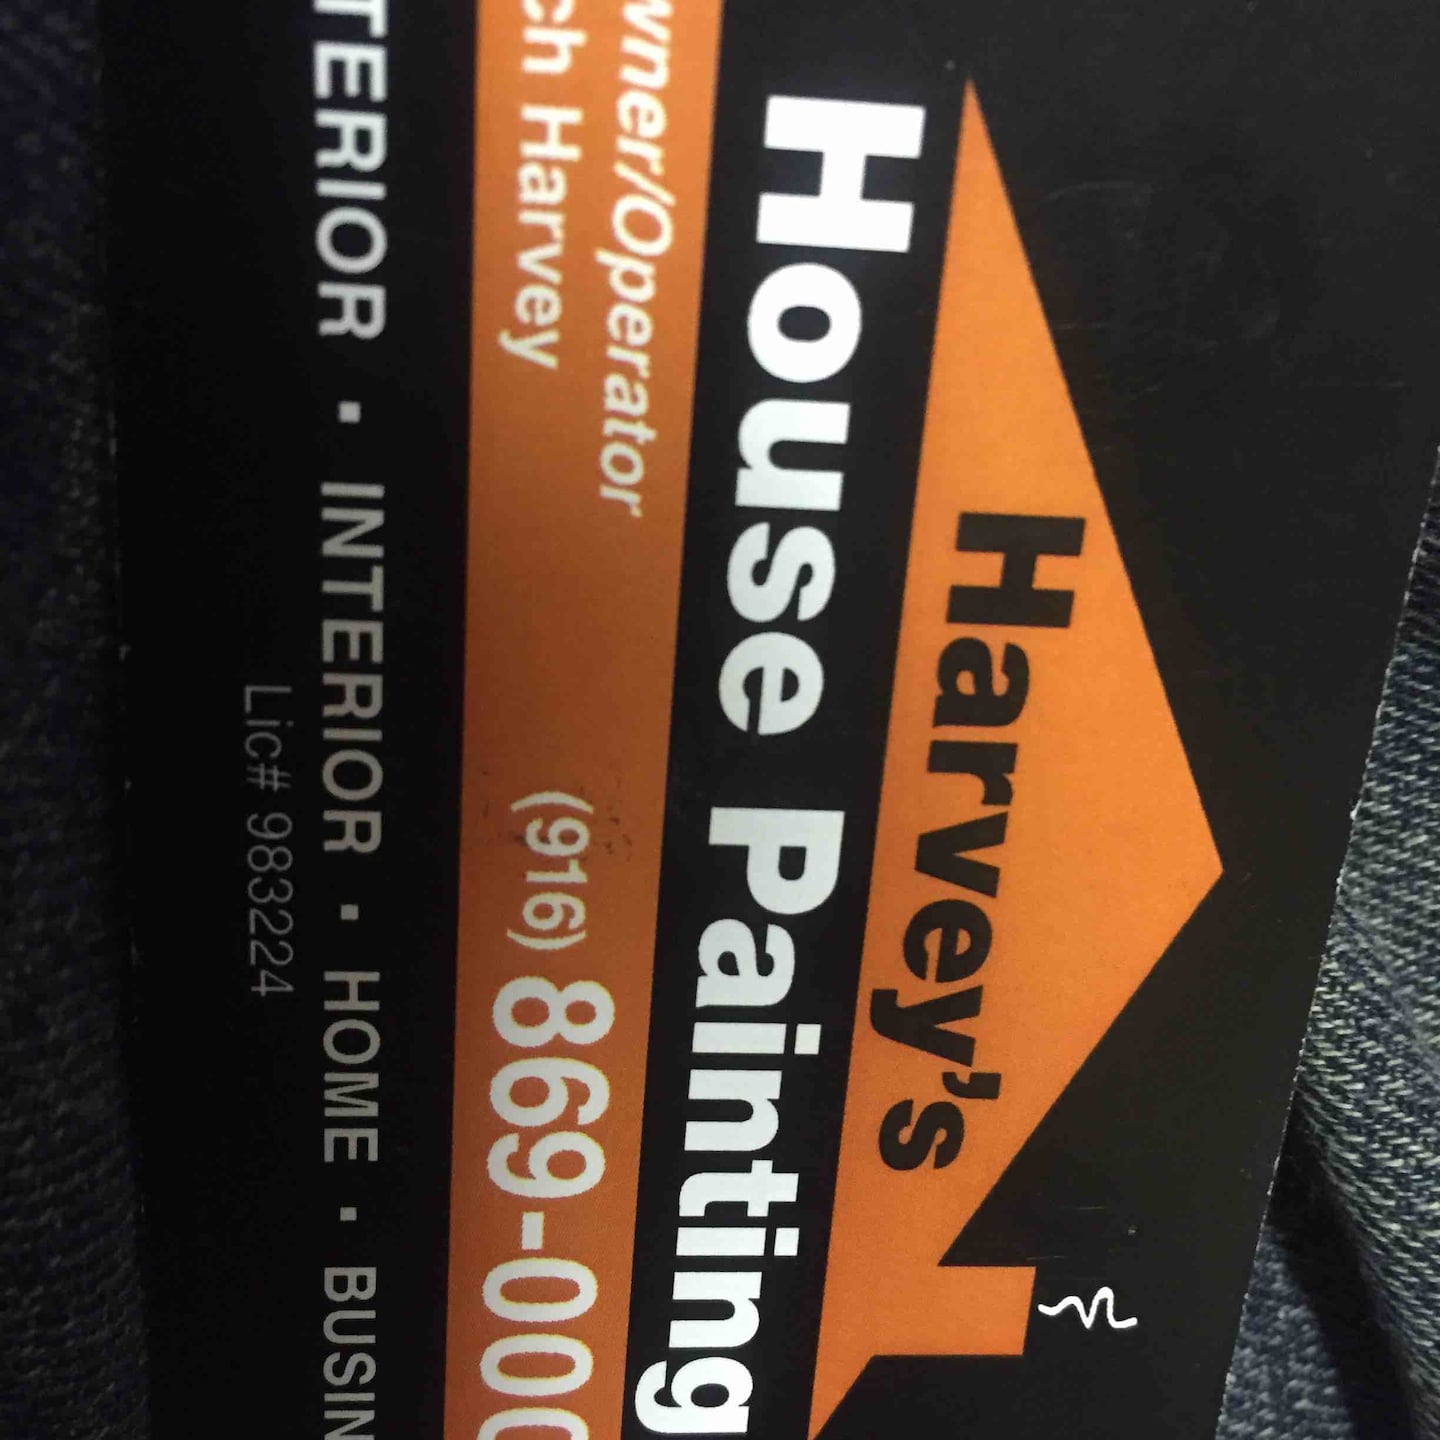 Harvey's
House Painting
wner/Operator
ch Harvey
(916) 869-000
TERIOR · INTERIOR · HOME · BUSIN
Lic# 983224